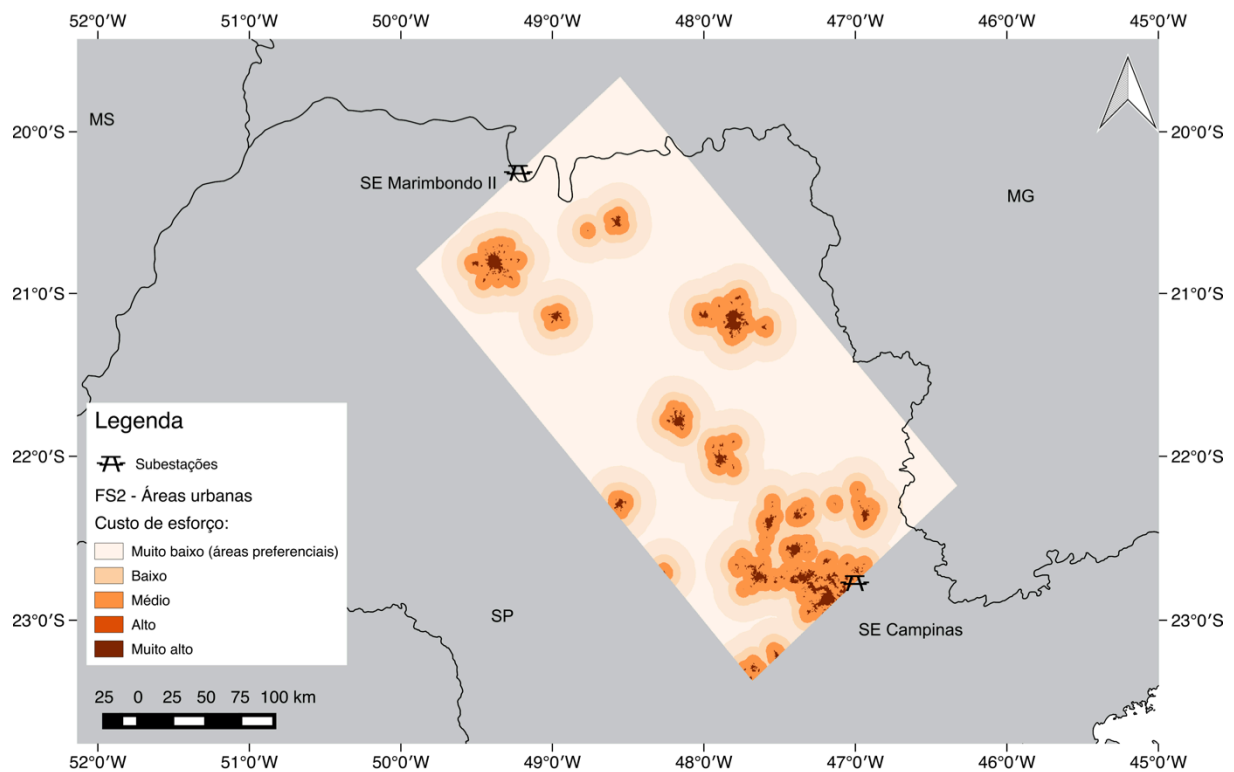 52°0′W 51°0′W 50°0′W 49°0′W 48°0′W 47°0′W 46°0′W 45°0′W
MS
20°0′S 20°0′S
SE Marimbondo II
MG
21°0′S 21°0′S
Legenda
Subestações
22°0′S 22°0′S
FS2 - Áreas urbanas
Custo de esforço:
Muito baixo (áreas preferenciais)
Baixo
Médio
Alto
Muito alto
SP
23°0′S 23°0′S
SE Campinas
25 0 25 50 75 100 km
52°0′W 51°0′W 50°0′W 49°0′W 48°0′W 47°0′W 46°0′W 45°0′W